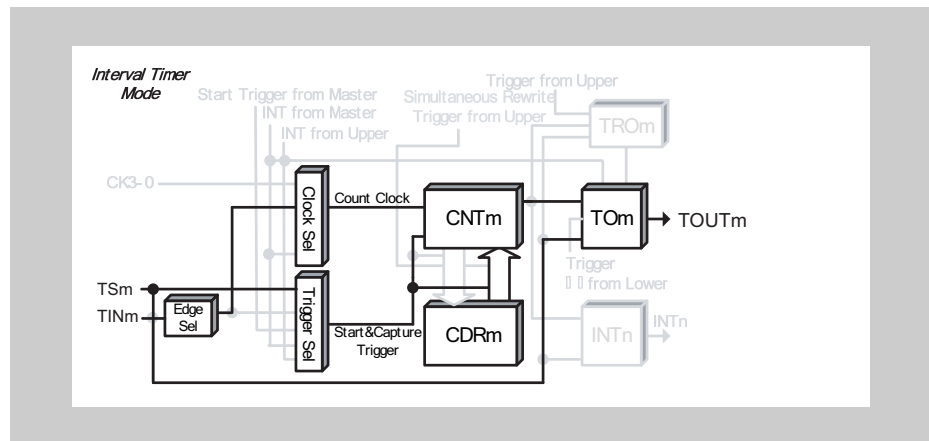 Interval Timer
Mode
Trigger from Upper
Start Trigger from Master
Simultaneous Rewrite
INT from Master
Trigger from Upper
INT from Upper
TROm
CK3-0
Clock Sel
Count Clock
CNTm
TOm
TOUTm
Trigger
from Lower
TSm
TINm
Edge
Sel
Trigger Sel
Start&Capture
Trigger
CDRm
INTn
INTn